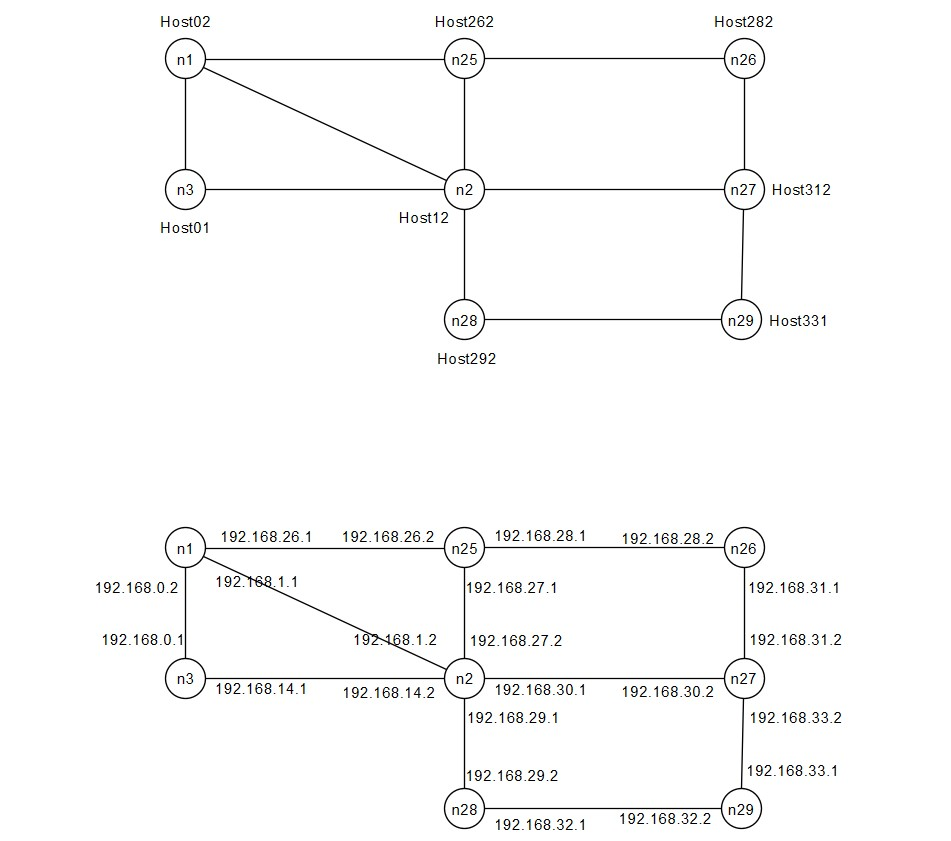 Host02 Host262 Host282
n1 n25 n26
n3 n2 n27 Host312
Host12
Host01
n28 n29 Host331
Host292
192.168.26.1 192.168.26.2 192.168.28.1 192.168.28.2
n1 n25 n26
192.168.0.2 192.168.1.1 192.168.27.1 192.168.31.1
192.168.0.1 192.168.1.2 192.168.27.2 192.168.31.2
n3 n2 n27
192.168.14.1 192.168.14.2 192.168.30.1 192.168.30.2
192.168.29.1 192.168.33.2
192.168.29.2 192.168.33.1
n28 n29
192.168.32.1 192.168.32.2